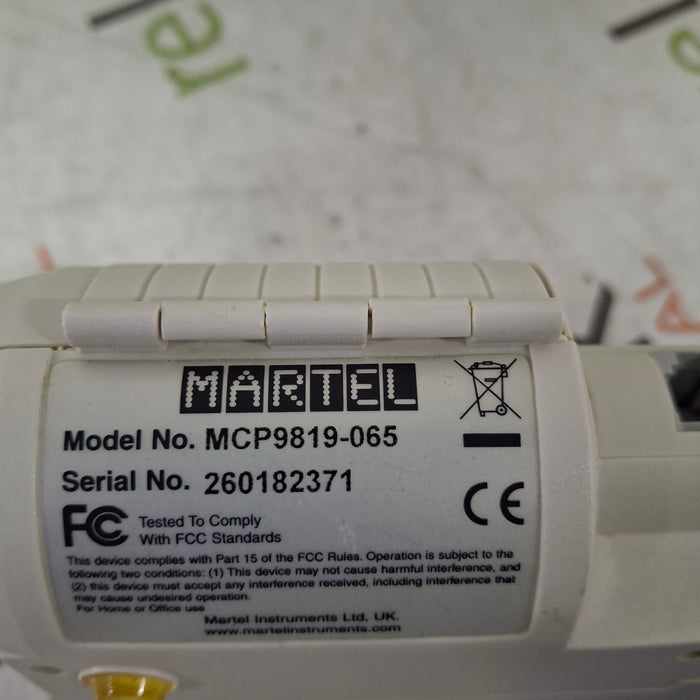 re
re
AL
MARTEL
Model No. MCP9819-065
Serial No. 260182371
FC CE
Tested To Comply
With FCC Standards
This device complies with Part 15 of the FCC Rules. Operation is subject to the
following two conditions: (1) This device may not cause harmful interference, and
(2) this device must accept any interference received, including interference that
may cause undesired operation.
For Home or Office use
Martel Instruments Ltd, UK.
www.martelinstruments.com